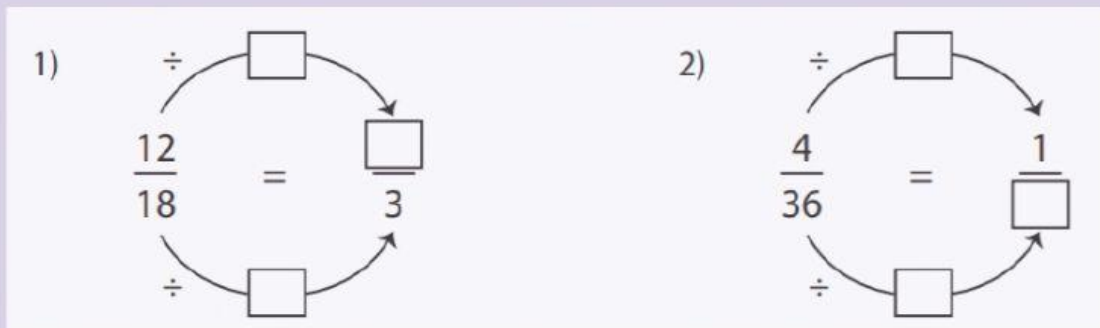 1) ÷ 2) ÷
12 1
18 = 3
4
36 =
÷ ÷